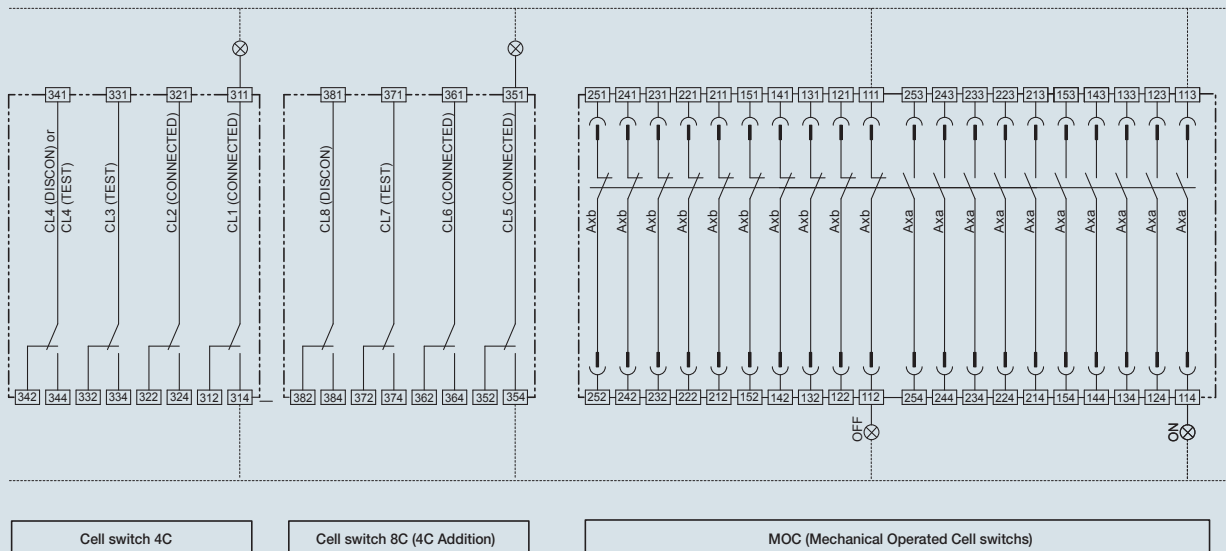 341 331 321 311
381 371 361 351
251 241 231 221 211 151 141 131 121 111 253 243 233 223 213 153 143 133 123 113
CL4 (DISCON) or
CL4 (TEST)
CL3 (TEST)
CL2 (CONNECTED)
CL1 (CONNECTED)
CL8 (DISCON)
CL7 (TEST)
CL6 (CONNECTED)
CL5 (CONNECTED)
Axb Axb Axb Axb Axb Axb Axb Axb Axb Axb Axa Axa Axa Axa Axa Axa Axa Axa Axa Axa
342 344 332 334 322 324 312 314
382 384 372 374 362 364 352 354
252 242 232 222 212 152 142 132 122 112 254 244 234 224 214 154 144 134 124 114
OFF
ON
Cell switch 4C
Cell switch 8C (4C Addition)
MOC (Mechanical Operated Cell switchs)